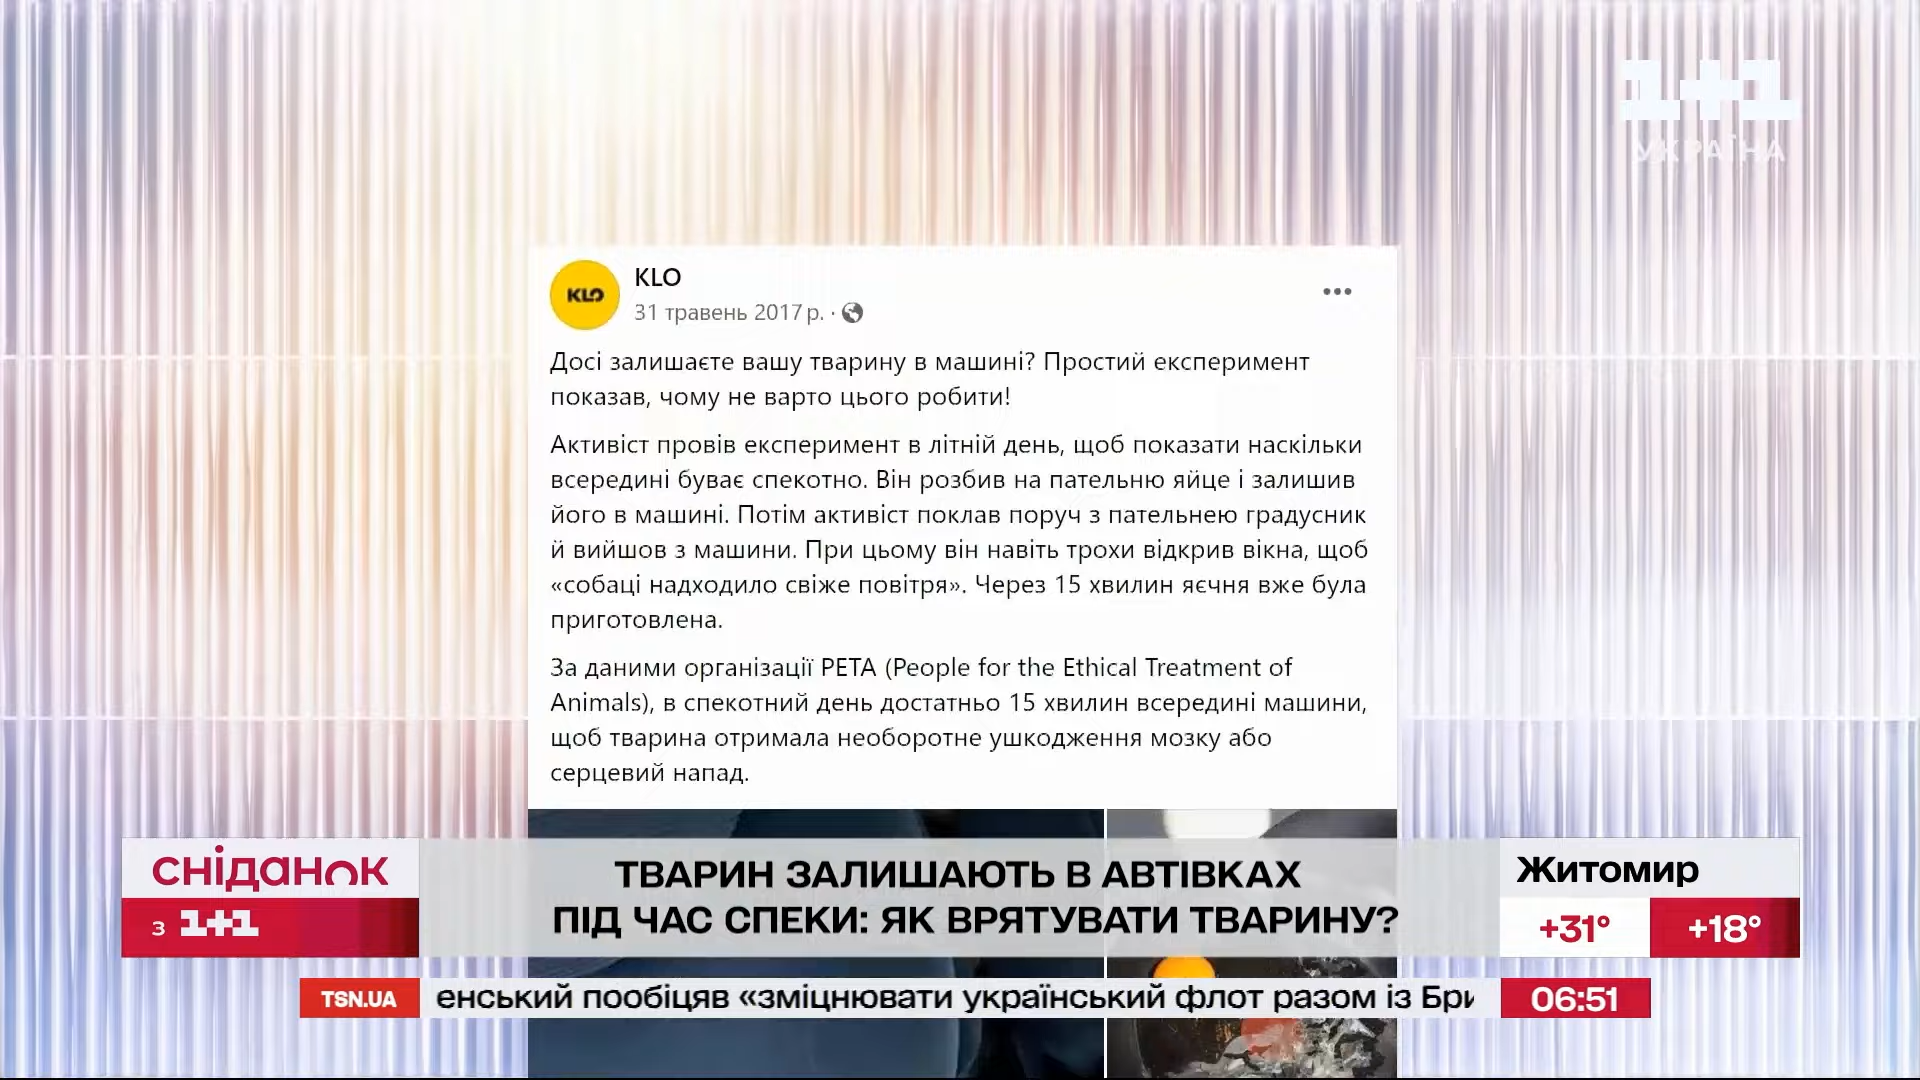 1+1
УКРАЇНА
KLO
KLO
31 травень 2017 р. ·
Досі залишаєте вашу тварину в машині? Простий експеримент
показав, чому не варто цього робити!
Активіст провів експеримент в літній день, щоб показати наскільки
всередині буває спекотно. Він розбив на пательню яйце і залишив
його в машині. Потім активіст поклав поруч з пательнею градусник
й вийшов з машини. При цьому він навіть трохи відкрив вікна, щоб
«собаці надходило свіже повітря». Через 15 хвилин яєчня вже була
приготовлена.
За даними організації PETA (People for the Ethical Treatment of
Animals), в спекотний день достатньо 15 хвилин всередині машини,
щоб тварина отримала необоротне ушкодження мозку або
серцевий напад.
СНІДАНОК
з 1+1
ТВАРИН ЗАЛИШАЮТЬ В АВТІВКАХ
ПІД ЧАС СПЕКИ: ЯК ВРЯТУВАТИ ТВАРИНУ?
Житомир
+31° +18°
TSN.UA
енський пообіцяв «зміцнювати український флот разом із Бри
06:51